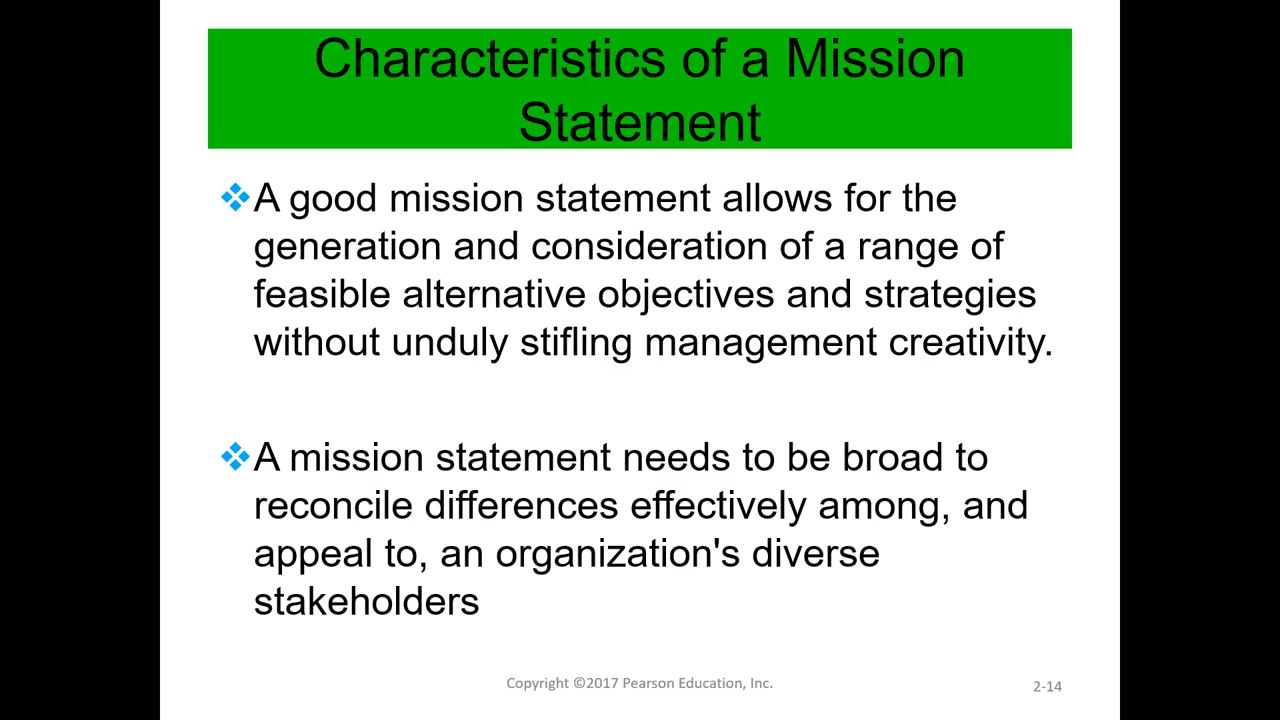 Characteristics of a Mission
Statement
❖A good mission statement allows for the
generation and consideration of a range of
feasible alternative objectives and strategies
without unduly stifling management creativity.
❖A mission statement needs to be broad to
reconcile differences effectively among, and
appeal to, an organization's diverse
stakeholders
Copyright ©2017 Pearson Education, Inc.
2-14